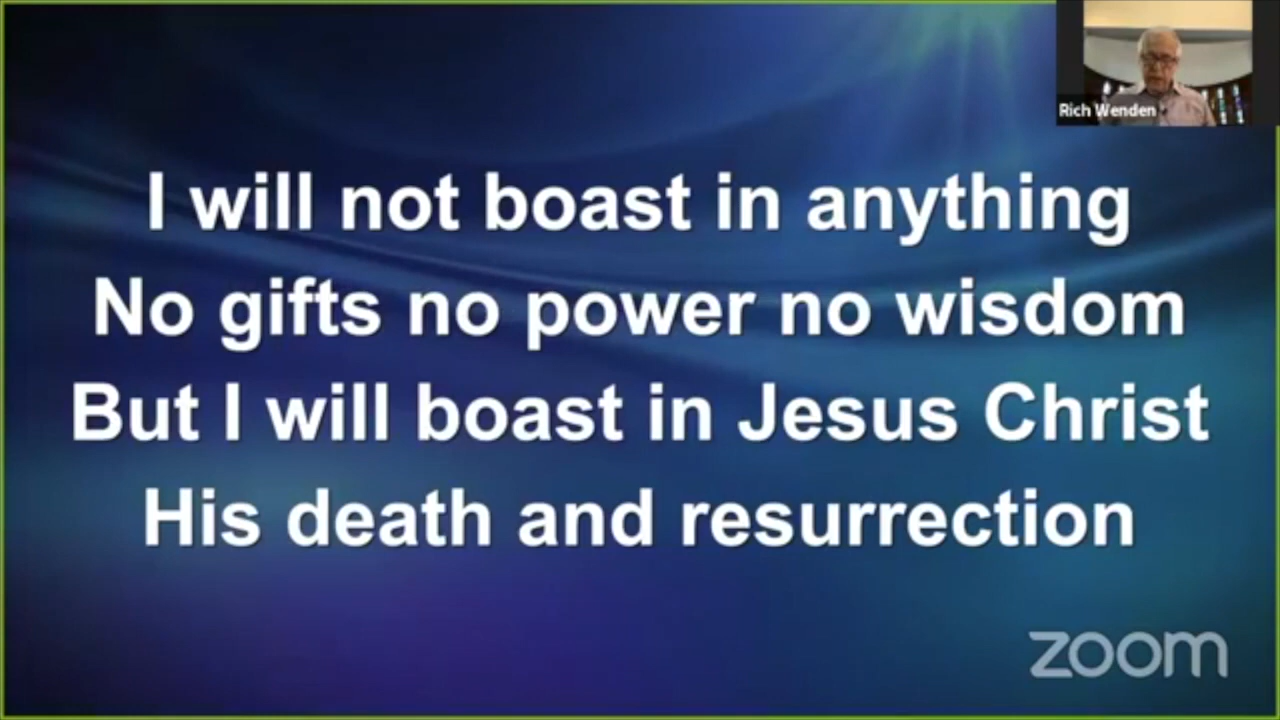 Rich Wenden
I will not boast in anything
No gifts no power no wisdom
But I will boast in Jesus Christ
His death and resurrection
zoom